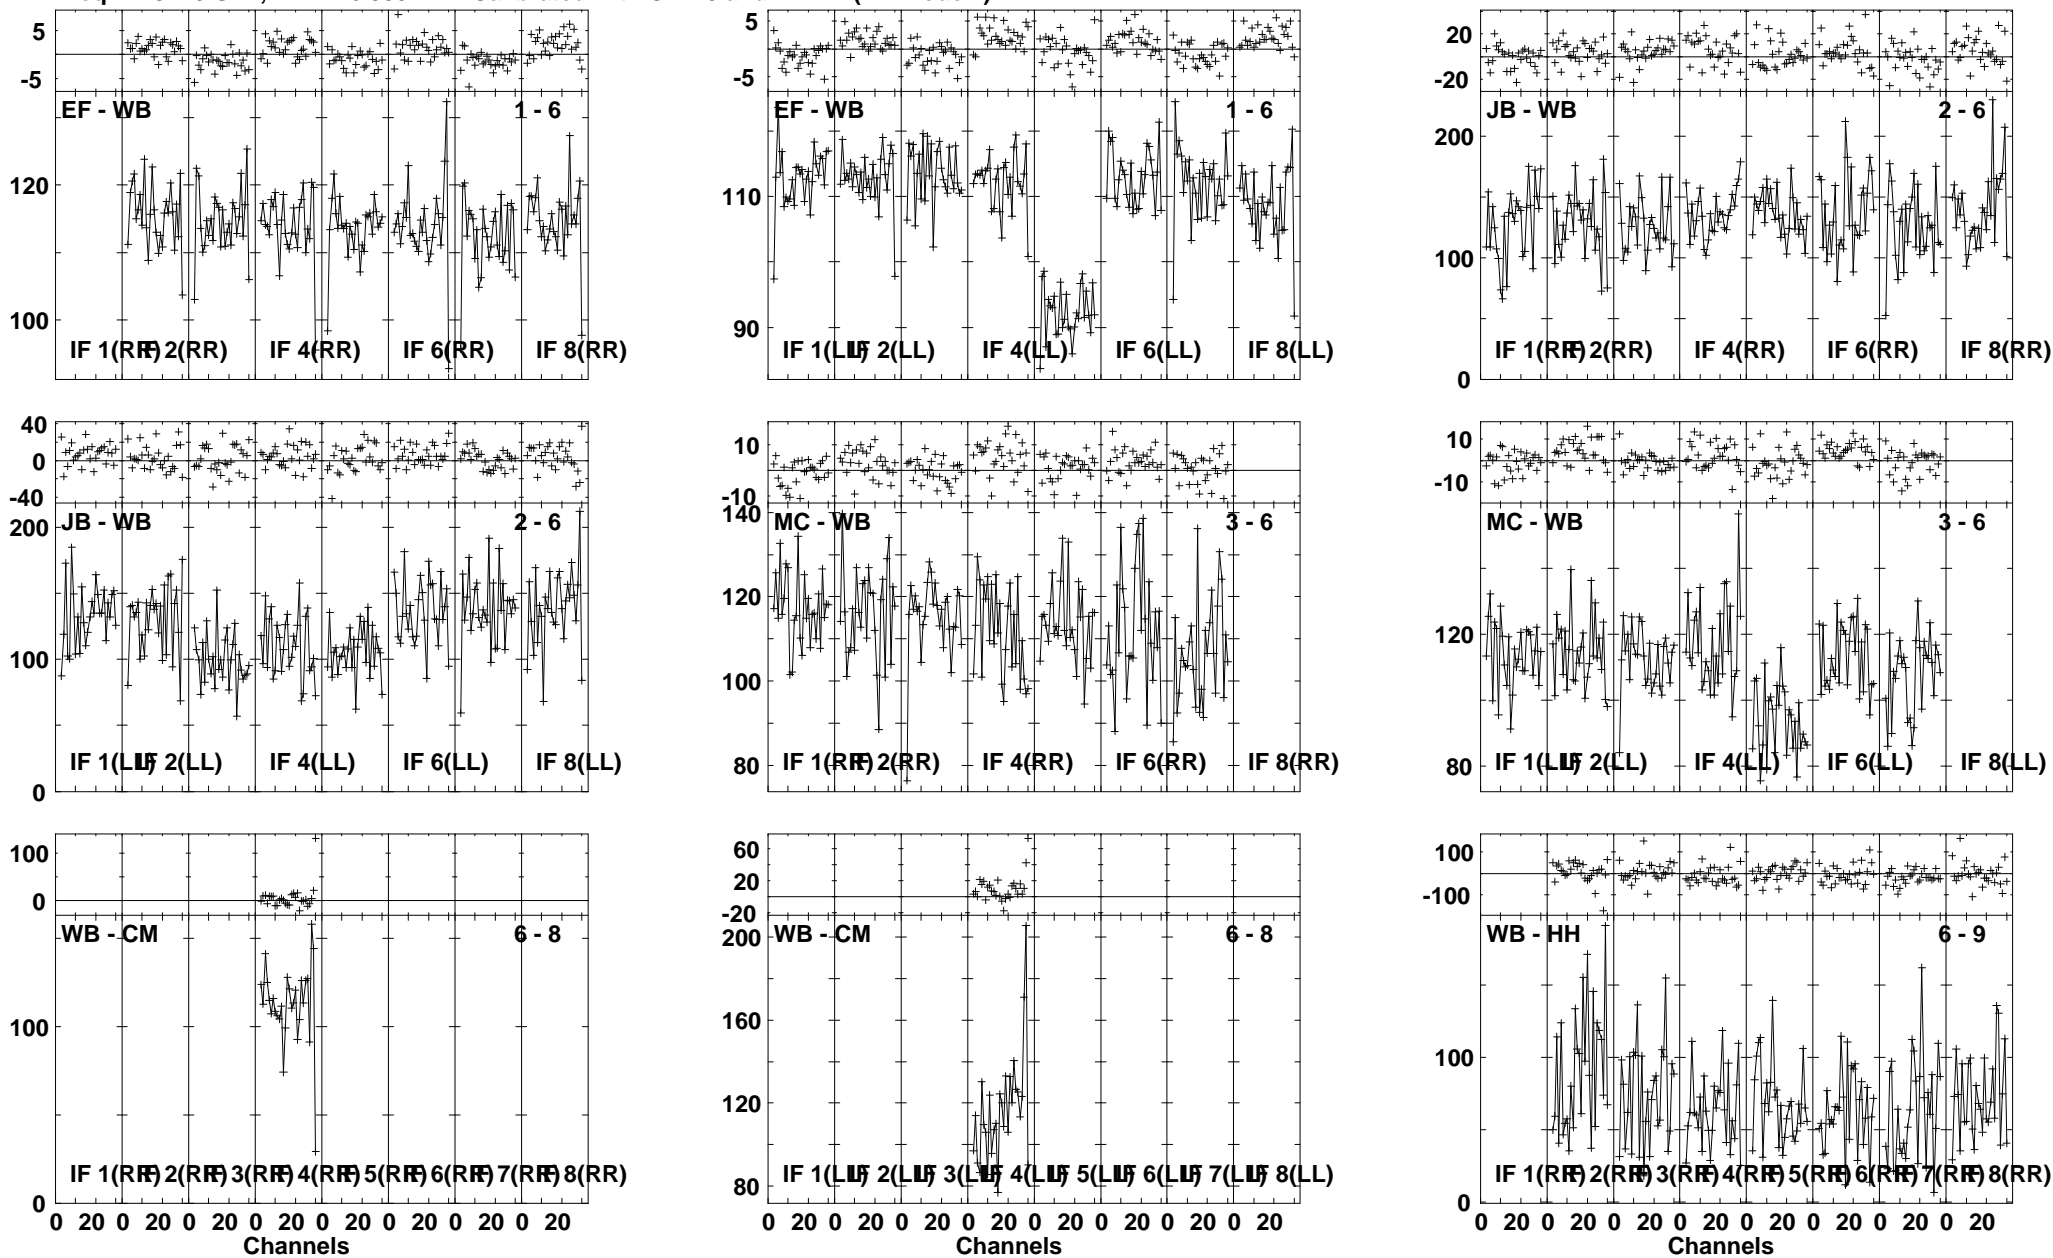 5 5 20
-5 -5 -20
EF - WB 1 - 6 EF - WB 1 - 6 JB - WB 2 - 6
200
120 110 100
100 90
IF 1(RR) IF 2(RR) IF 4(RR) IF 6(RR) IF 8(RR) IF 1(LL) IF 2(LL) IF 4(LL) IF 6(LL) IF 8(LL) IF 1(RR) IF 2(RR) IF 4(RR) IF 6(RR) IF 8(RR)
0
40 10 10
0
-40 -10 -10
JB - WB 2 - 6 MC - WB 3 - 6 MC - WB 3 - 6
200 140
120 120
100 100
IF 1(LL) IF 2(LL) IF 4(LL) IF 6(LL) IF 8(LL) IF 1(RR) IF 2(RR) IF 4(RR) IF 6(RR) IF 8(RR) IF 1(LL) IF 2(LL) IF 4(LL) IF 6(LL) IF 8(LL)
0 80 80
100 60 100
0 20
-20 -100
WB - CM 6 - 8 WB - CM 6 - 8 WB - HH 6 - 9
200
160
100 120 100
IF 1(RR) IF 2(RR) IF 3(RR) IF 4(RR) IF 5(RR) IF 6(RR) IF 7(RR) IF 8(RR) IF 1(LL) IF 2(LL) IF 3(LL) IF 4(LL) IF 5(LL) IF 6(LL) IF 7(LL) IF 8(LL) IF 1(RR) IF 2(RR) IF 3(RR) IF 4(RR) IF 5(RR) IF 6(RR) IF 7(RR) IF 8(RR)
0 80 0
0 20 0 20 0 20 0 20 0 20 0 20 0 20 0 20 0 20 0 20 0 20 0 20 0 20 0 20 0 20 0 20 0 20 0 20 0 20 0 20 0 20 0 20 0 20 0 20
Channels Channels Channels